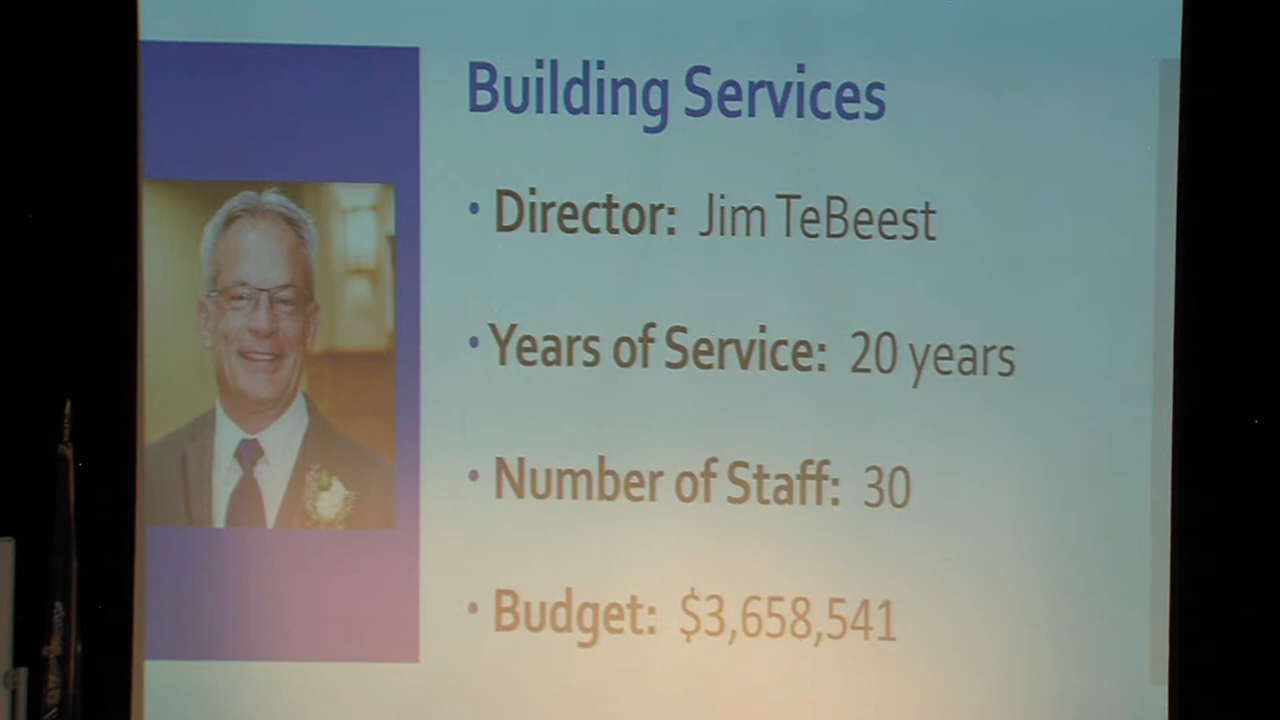 Building Services
• Director: Jim TeBeest
• Years of Service: 20 years
• Number of Staff: 30
• Budget: $3,658,541